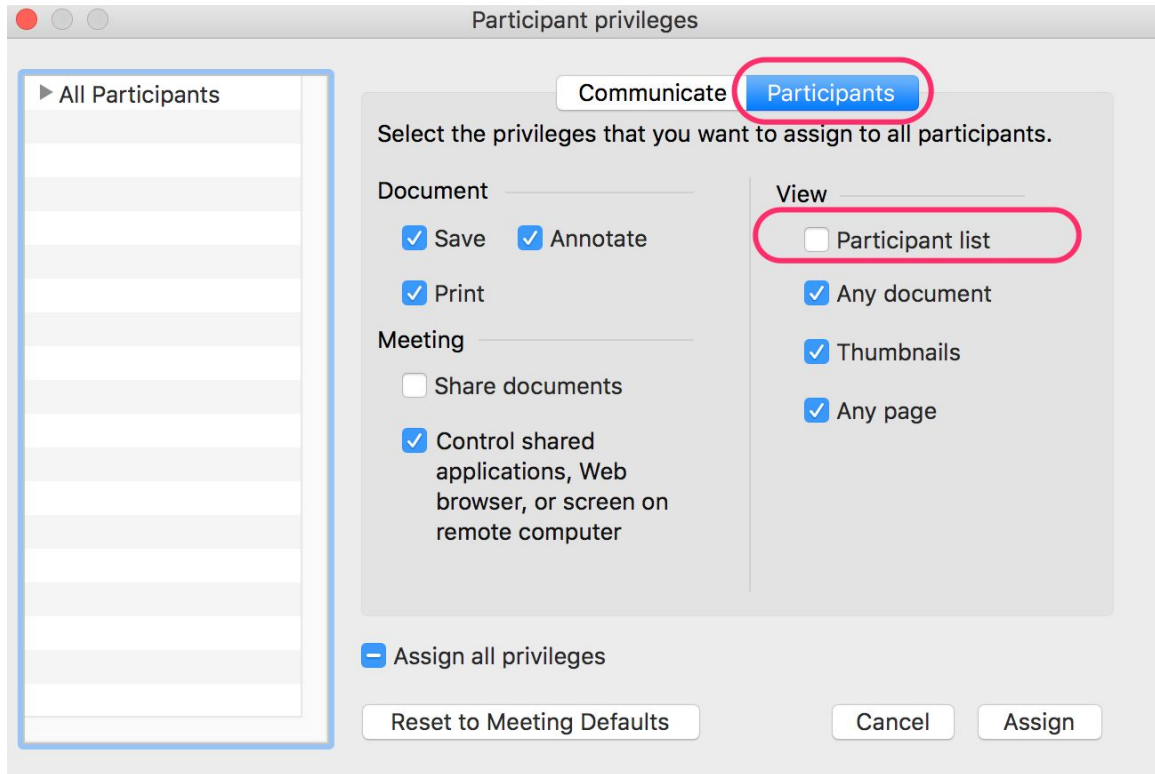 Participant privileges
All Participants
Communicate
Participants
Select the privileges that you want to assign to all participants.
Document
Save
Annotate
Print
Meeting
Share documents
Control shared
applications, Web
browser, or screen on
remote computer
View
Participant list
Any document
Thumbnails
Any page
Assign all privileges
Reset to Meeting Defaults
Cancel
Assign